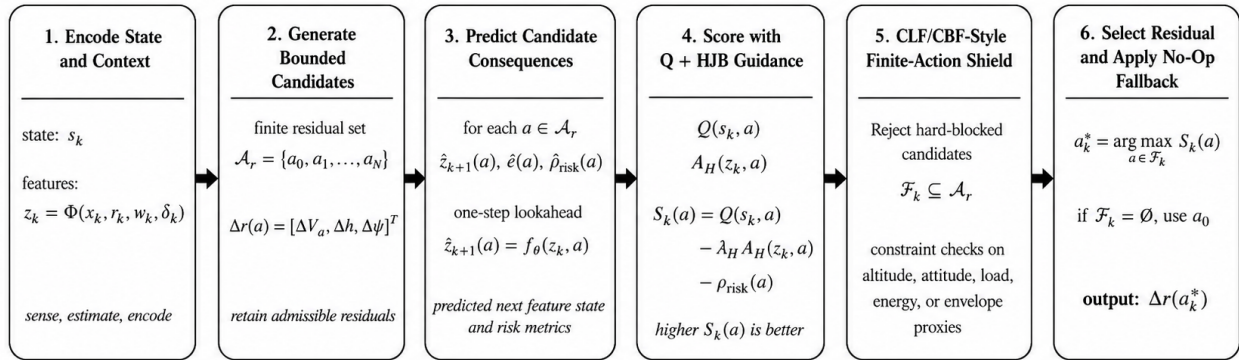 1. Encode State
and Context
state: s_k
features:
z_k = Φ(x_k, r_k, w_k, δ_k)
sense, estimate, encode
2. Generate
Bounded
Candidates
finite residual set
𝒜_r = {a_0, a_1, …, a_N}
Δr(a) = [ΔV_a, Δh, Δψ]^T
retain admissible residuals
3. Predict Candidate
Consequences
for each a ∈ 𝒜_r
ẑ_{k+1}(a), ê(a), ρ̂_risk(a)
one-step lookahead
ẑ_{k+1}(a) = f_θ(z_k, a)
predicted next feature state
and risk metrics
4. Score with
Q + HJB Guidance
Q(s_k, a)
A_H(z_k, a)
S_k(a) = Q(s_k, a)
− λ_H A_H(z_k, a)
− ρ_risk(a)
higher S_k(a) is better
5. CLF/CBF-Style
Finite-Action Shield
Reject hard-blocked
candidates
ℱ_k ⊆ 𝒜_r
constraint checks on
altitude, attitude, load,
energy, or envelope
proxies
6. Select Residual
and Apply No-Op
Fallback
a_k^* = arg max S_k(a)
a ∈ ℱ_k
if ℱ_k = Ø, use a_0
output: Δr(a_k^*)